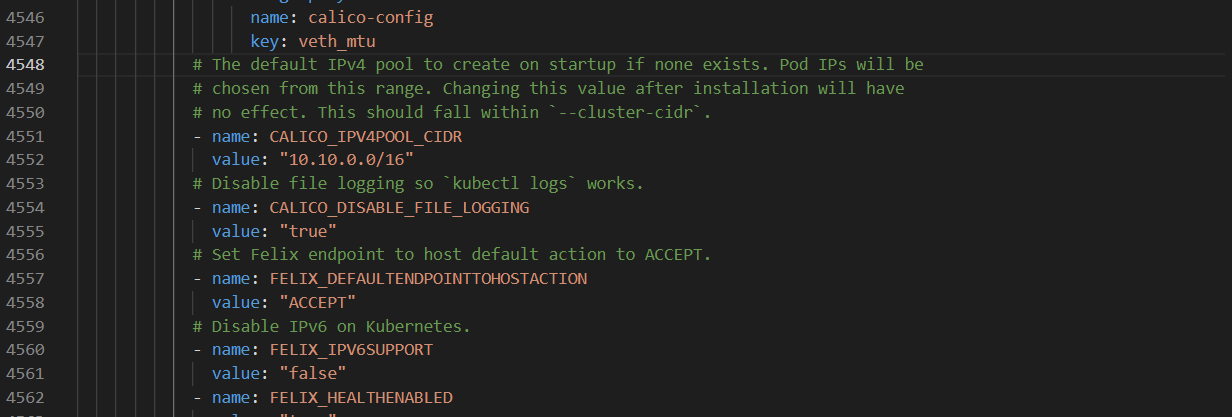 4546 name: calico-config
4547 key: veth_mtu
4548 # The default IPv4 pool to create on startup if none exists. Pod IPs will be
4549 # chosen from this range. Changing this value after installation will have
4550 # no effect. This should fall within `--cluster-cidr`.
4551 - name: CALICO_IPV4POOL_CIDR
4552 value: "10.10.0.0/16"
4553 # Disable file logging so `kubectl logs` works.
4554 - name: CALICO_DISABLE_FILE_LOGGING
4555 value: "true"
4556 # Set Felix endpoint to host default action to ACCEPT.
4557 - name: FELIX_DEFAULTENDPOINTTOHOSTACTION
4558 value: "ACCEPT"
4559 # Disable IPv6 on Kubernetes.
4560 - name: FELIX_IPV6SUPPORT
4561 value: "false"
4562 - name: FELIX_HEALTHENABLED